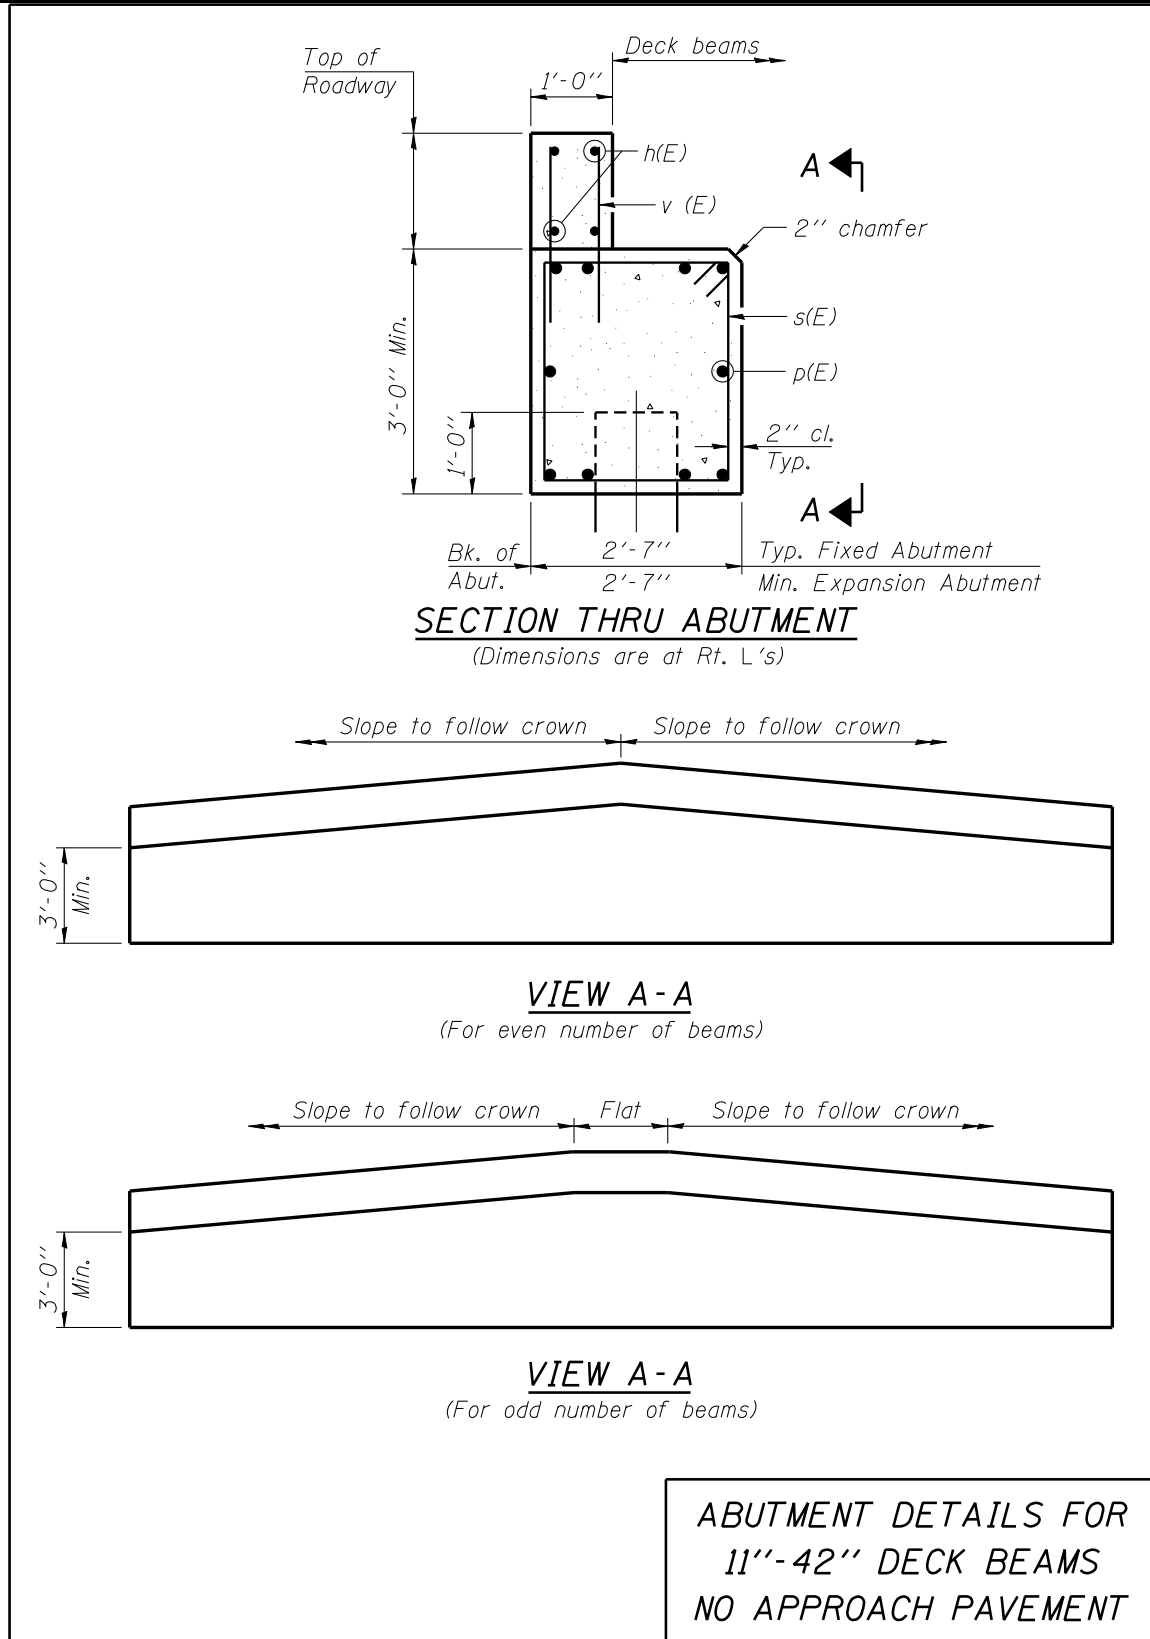 Top of
Roadway
Deck beams
1'-0"
h(E)
v (E)
A
2" chamfer
s(E)
p(E)
3'-0" Min.
1'-0"
2" cl.
Typ.
A
Bk. of
Abut.
2'-7"
2'-7"
Typ. Fixed Abutment
Min. Expansion Abutment
SECTION THRU ABUTMENT
(Dimensions are at Rt. L's)
Slope to follow crown
Slope to follow crown
3'-0"
Min.
VIEW A-A
(For even number of beams)
Slope to follow crown
Flat
Slope to follow crown
3'-0"
Min.
VIEW A-A
(For odd number of beams)
ABUTMENT DETAILS FOR
11"-42" DECK BEAMS
NO APPROACH PAVEMENT